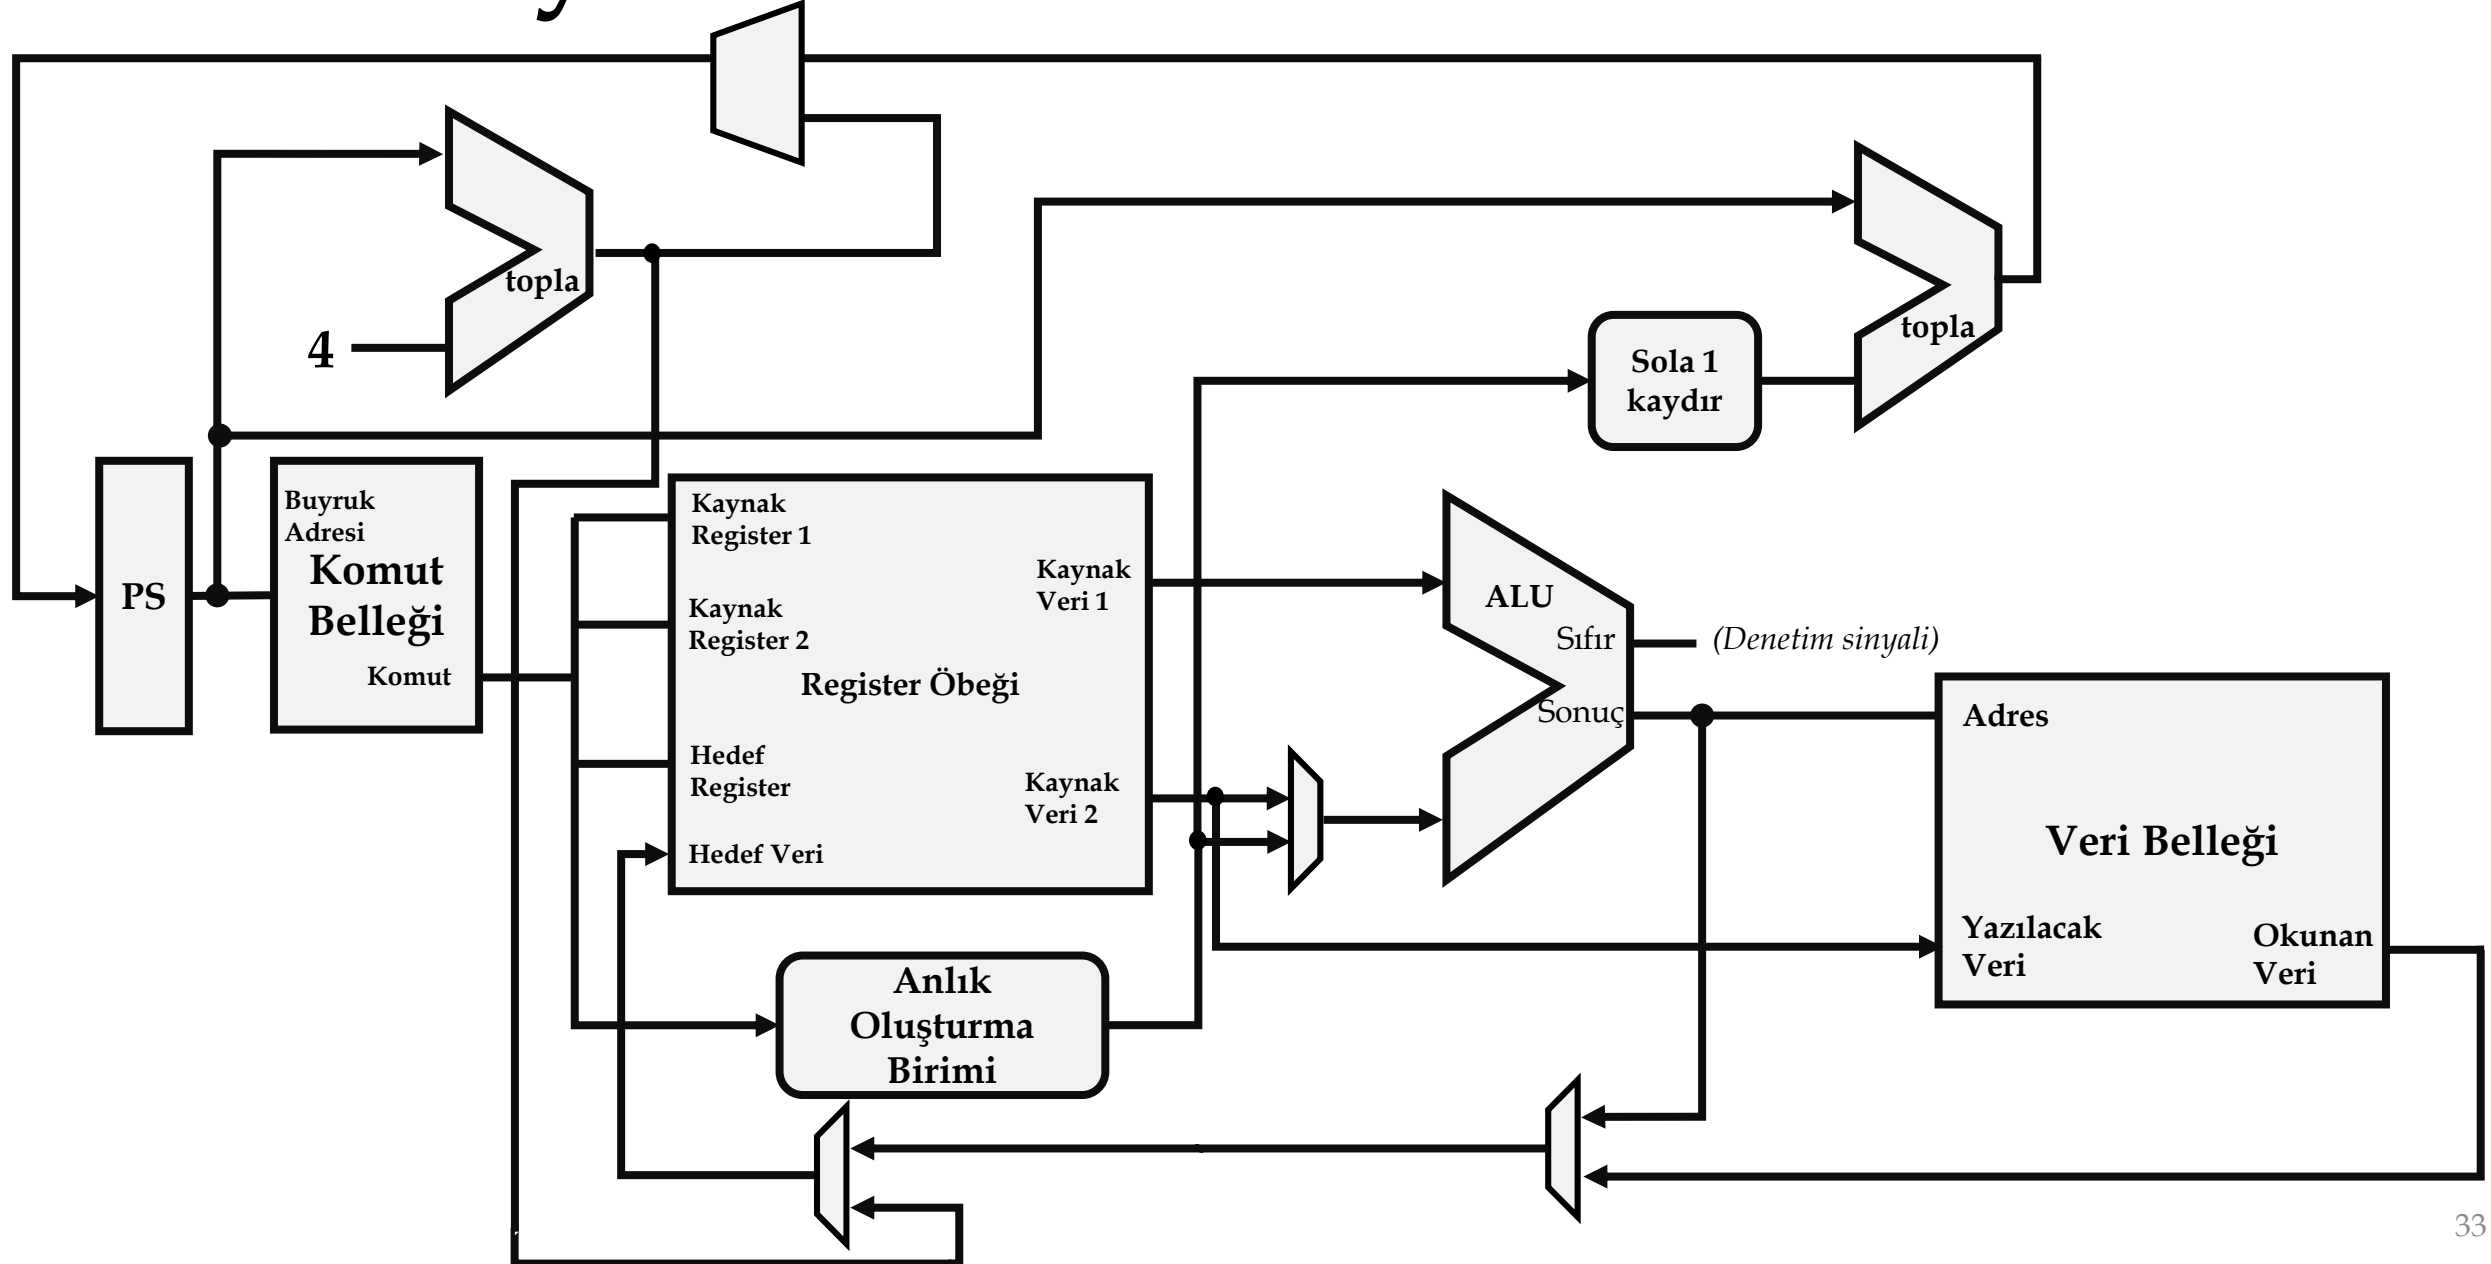 topla
4
topla
Sola 1
kaydır
Buyruk
Adresi
Komut
Belleği
Komut
PS
Kaynak
Register 1
Kaynak
Register 2
Register Öbeği
Hedef
Register
Hedef Veri
Kaynak
Veri 1
Kaynak
Veri 2
ALU
Sıfır
Sonuç
(Denetim sinyali)
Adres
Veri Belleği
Yazılacak
Veri
Okunan
Veri
Anlık
Oluşturma
Birimi
33